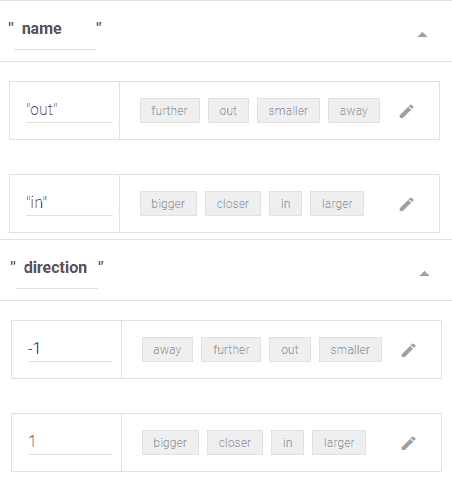 " name "
"out" further out smaller away
"in" bigger closer in larger
" direction "
-1 away further out smaller
1 bigger closer in larger